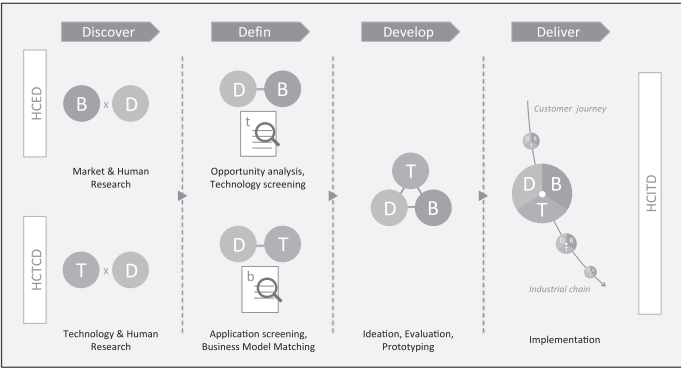 Discover
Defin
Develop
Deliver
HCED
B x D
Market & Human
Research
D B
t
Opportunity analysis,
Technology screening
HCTCD
T x D
Technology & Human
Research
D T
b
Application screening,
Business Model Matching
T
D B
Ideation, Evaluation,
Prototyping
Customer journey
D B
D B
T
D B
T
Industrial chain
Implementation
HCITD